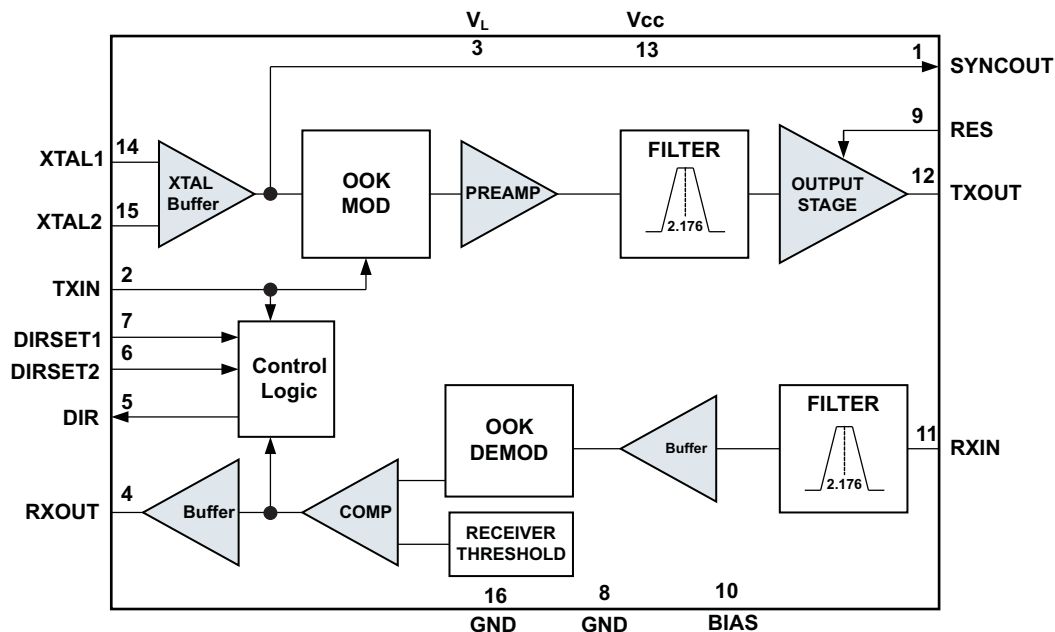 VL Vcc
3 13
1 SYNCOUT
9 RES
XTAL1 14
XTAL Buffer
XTAL2 15
OOK MOD
PREAMP
FILTER
2.176
OUTPUT STAGE
12 TXOUT
TXIN 2
DIRSET1 7
DIRSET2 6
DIR 5
Control Logic
OOK DEMOD
Buffer
FILTER
2.176
11 RXIN
RXOUT 4
Buffer
COMP
RECEIVER THRESHOLD
16 8 10
GND GND BIAS